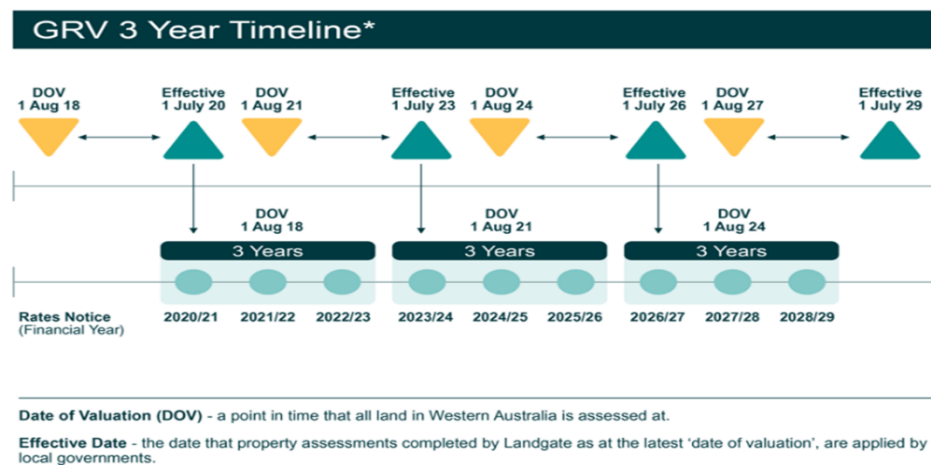 GRV 3 Year Timeline*
DOV
1 Aug 18
Effective
1 July 20
DOV
1 Aug 21
Effective
1 July 23
DOV
1 Aug 24
Effective
1 July 26
DOV
1 Aug 27
Effective
1 July 29
DOV
1 Aug 18
DOV
1 Aug 21
DOV
1 Aug 24
3 Years
3 Years
3 Years
Rates Notice
(Financial Year)
2020/21
2021/22
2022/23
2023/24
2024/25
2025/26
2026/27
2027/28
2028/29
Date of Valuation (DOV) - a point in time that all land in Western Australia is assessed at.
Effective Date - the date that property assessments completed by Landgate as at the latest 'date of valuation', are applied by
local governments.